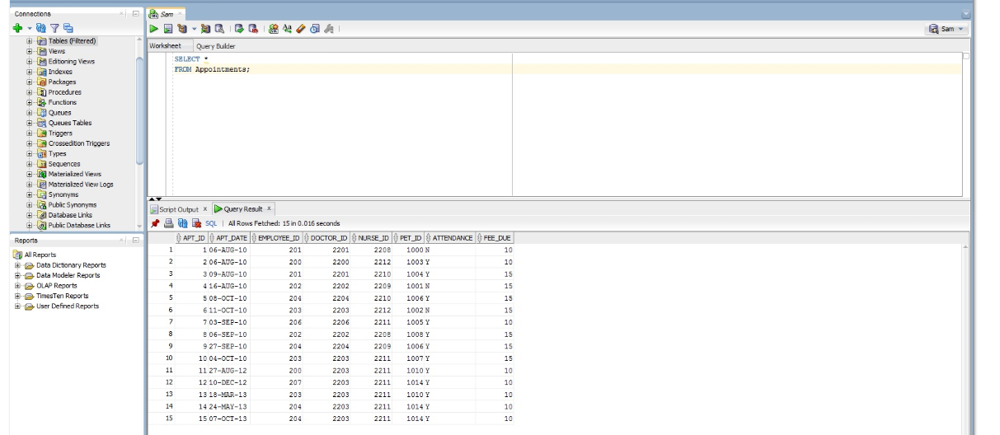 Connections
Tables (Filtered)
Views
Editioning Views
Indexes
Packages
Procedures
Functions
Queues
Queues Tables
Triggers
Crossedition Triggers
Types
Sequences
Materialized Views
Materialized View Logs
Synonyms
Public Synonyms
Database Links
Public Database Links
Reports
All Reports
Data Dictionary Reports
Data Modeler Reports
OLAP Reports
TimesTen Reports
User Defined Reports
Sam
Sam
Worksheet Query Builder
SELECT *
FROM Appointments;
Script Output x Query Result x
SQL | All Rows Fetched: 15 in 0.016 seconds
APT_ID APT_DATE EMPLOYEE_ID DOCTOR_ID NURSE_ID PET_ID ATTENDANCE FEE_DUE
1 1 06-AUG-10 201 2201 2208 1000 N 10
2 2 06-AUG-10 200 2200 2212 1003 Y 10
3 3 09-AUG-10 201 2201 2210 1004 Y 15
4 4 16-AUG-10 202 2202 2209 1001 N 15
5 5 08-OCT-10 204 2204 2210 1006 Y 15
6 6 11-OCT-10 203 2203 2212 1002 N 15
7 7 03-SEP-10 206 2206 2211 1005 Y 10
8 8 06-SEP-10 202 2202 2208 1008 Y 15
9 9 27-SEP-10 204 2204 2209 1006 Y 15
10 10 04-OCT-10 203 2203 2211 1007 Y 15
11 11 27-AUG-12 200 2203 2211 1010 Y 10
12 12 10-DEC-12 207 2203 2211 1014 Y 10
13 13 18-MAR-13 203 2203 2211 1010 Y 10
14 14 24-MAY-13 204 2203 2211 1014 Y 10
15 15 07-OCT-13 204 2203 2211 1014 Y 10